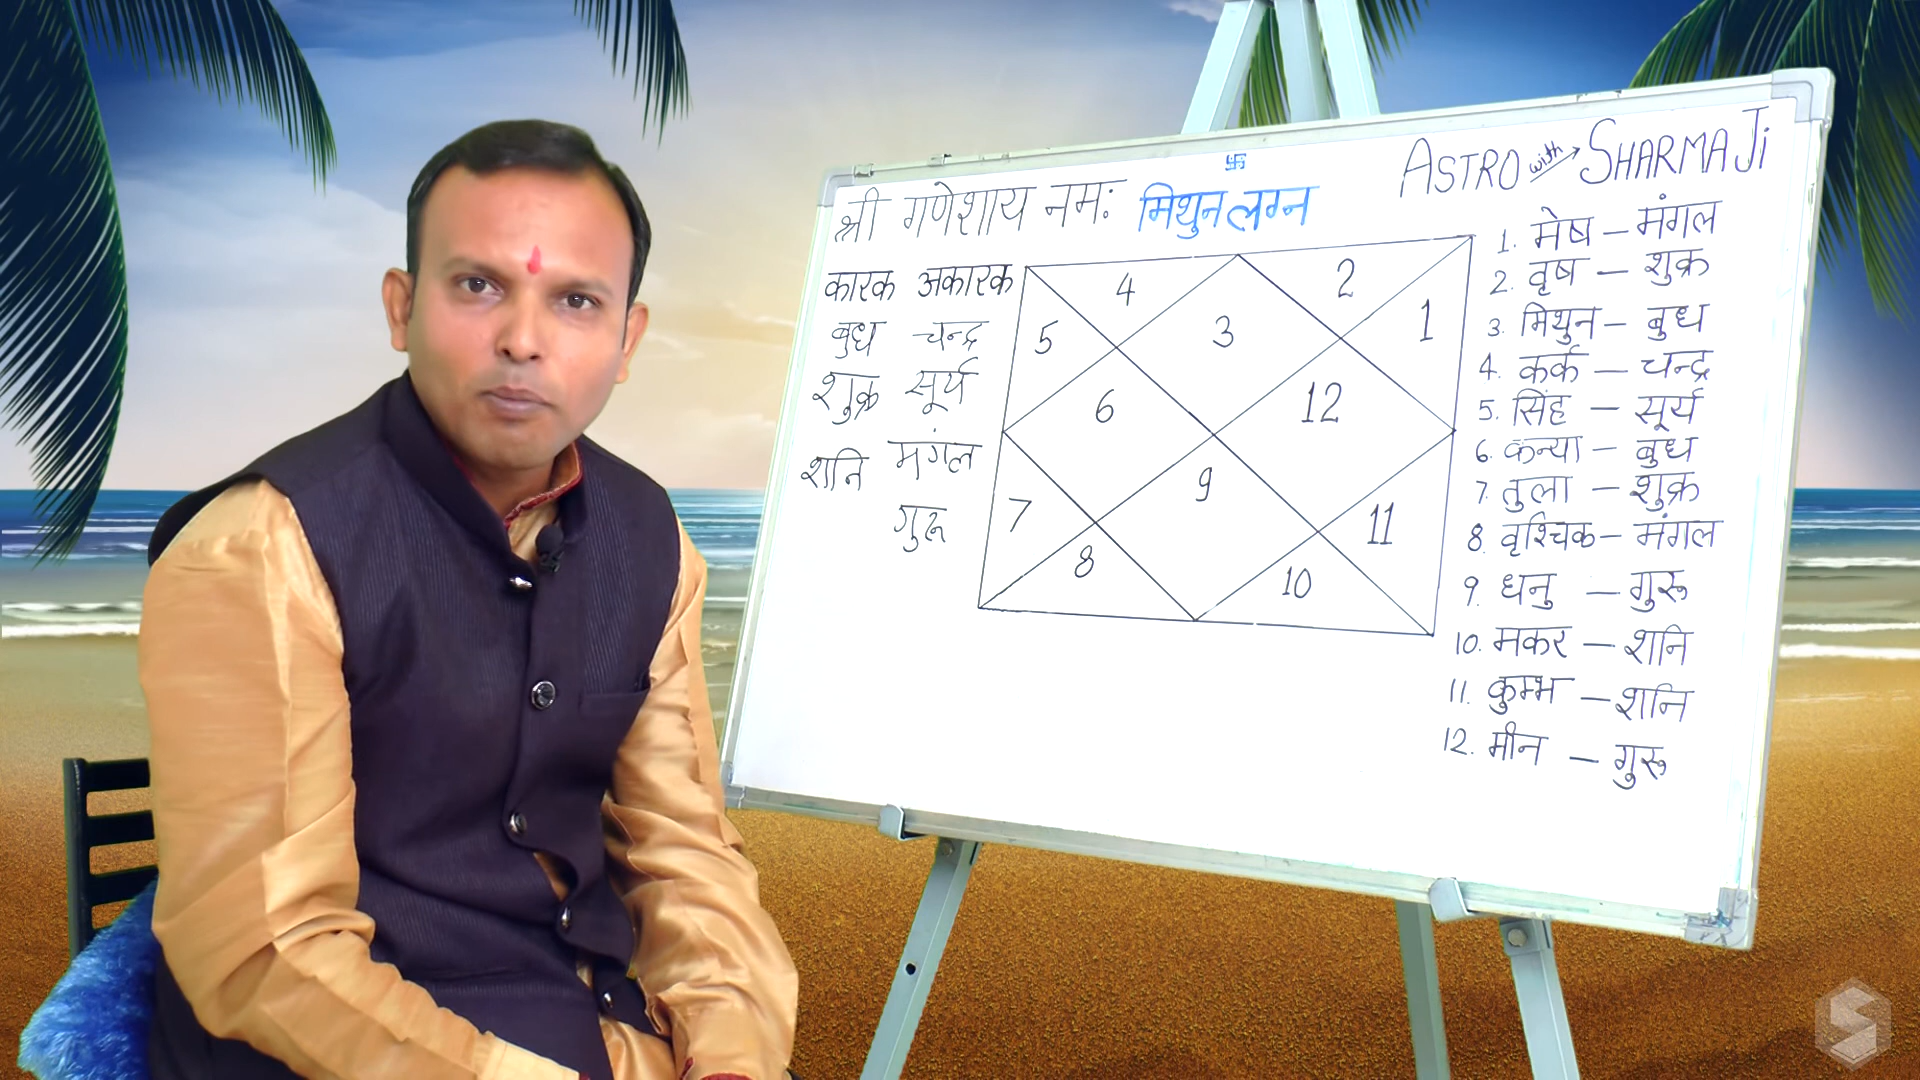 ASTRO with SHARMA Ji
श्री गणेशाय नमः मिथुन लग्न
कारक अकारक
बुध चन्द्र
शुक्र सूर्य
शनि मंगल
गुरू
4
2
5
3
1
6
12
9
7
11
8
10
1. मेष – मंगल
2. वृष – शुक्र
3. मिथुन – बुध
4. कर्क – चन्द्र
5. सिंह – सूर्य
6. कन्या – बुध
7. तुला – शुक्र
8. वृश्चिक – मंगल
9. धनु – गुरू
10. मकर – शनि
11. कुम्भ – शनि
12. मीन – गुरू